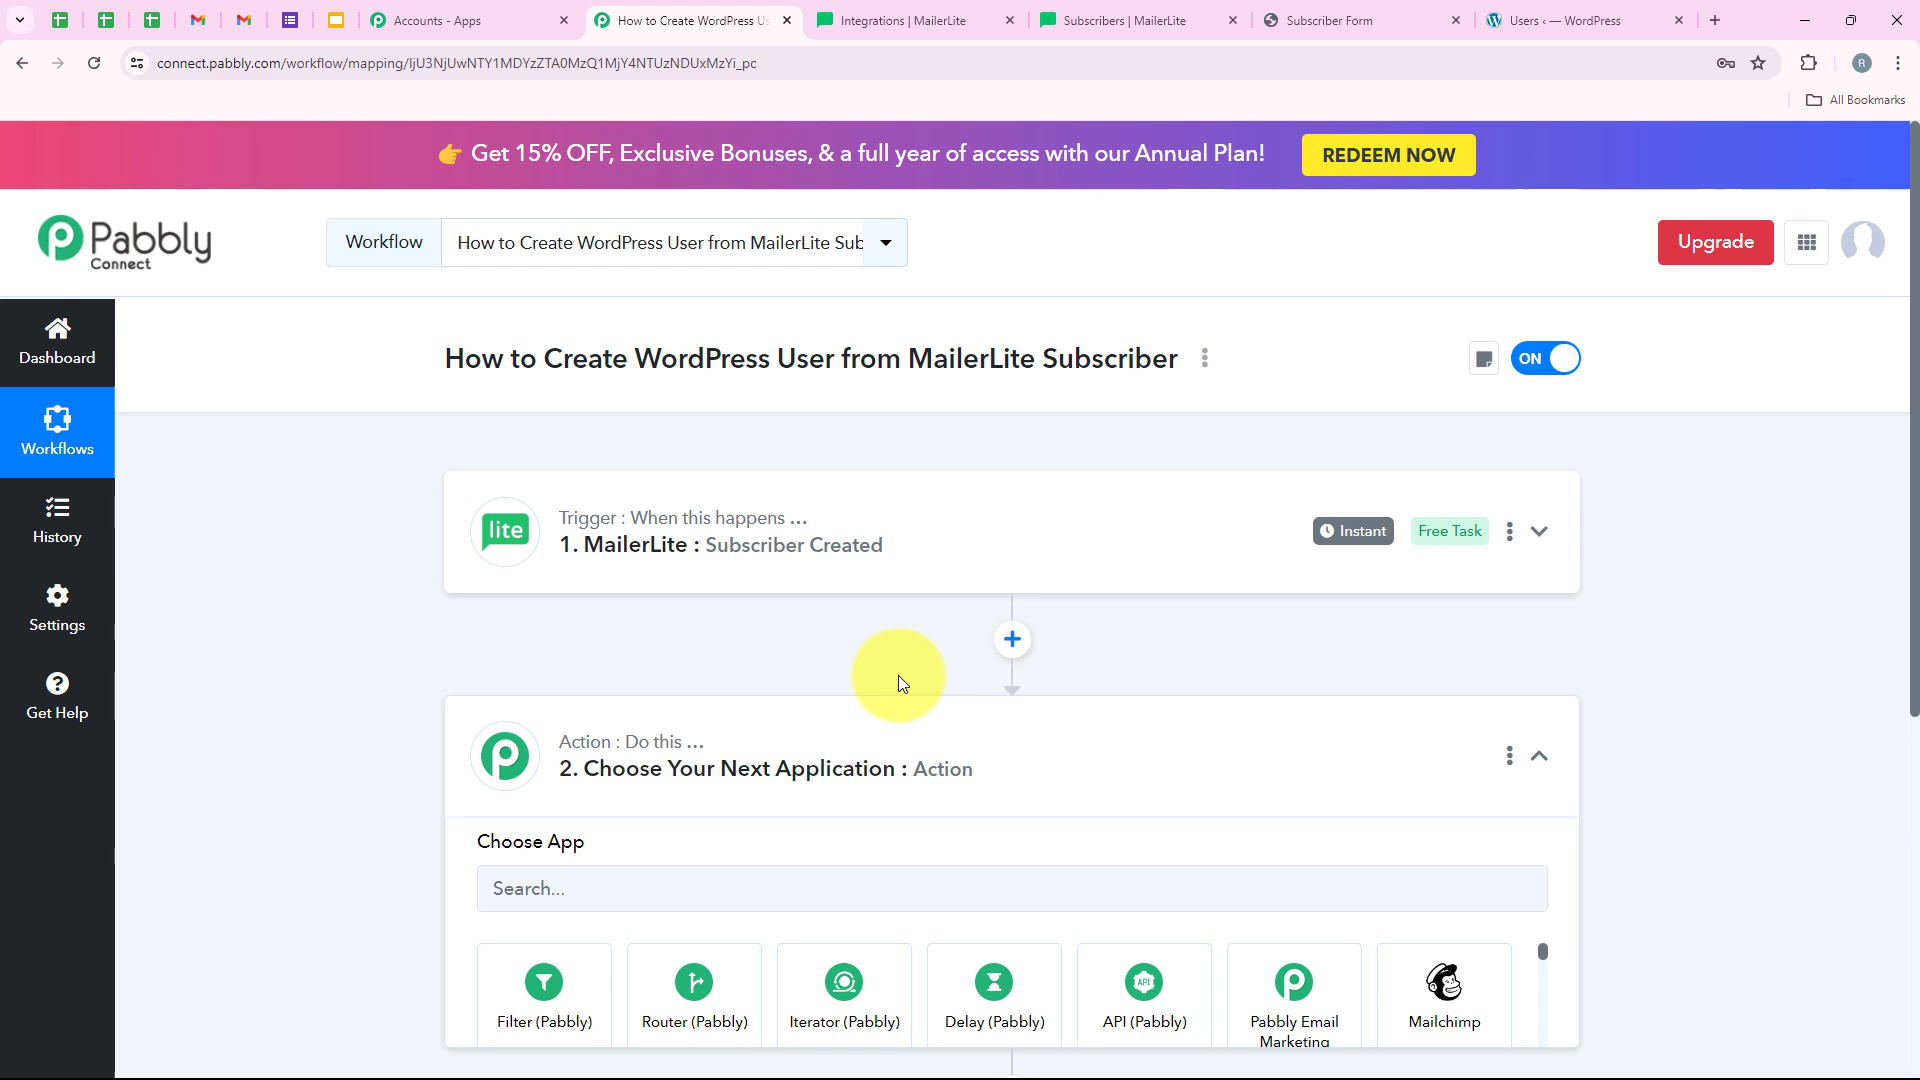 Accounts - Apps
How to Create WordPress Us
Integrations | MailerLite
Subscribers | MailerLite
Subscriber Form
Users ‹ — WordPress
connect.pabbly.com/workflow/mapping/IjU3NjUwNTY1MDYzZTA0MzQ1MjY4NTUzNDUxMzYi_pc
R
All Bookmarks
👉 Get 15% OFF, Exclusive Bonuses, & a full year of access with our Annual Plan!
REDEEM NOW
Pabbly
Connect
Workflow
How to Create WordPress User from MailerLite Sub
Upgrade
Dashboard
Workflows
History
Settings
Get Help
How to Create WordPress User from MailerLite Subscriber
ON
lite
Trigger : When this happens ...
1. MailerLite : Subscriber Created
Instant
Free Task
Action : Do this ...
2. Choose Your Next Application : Action
Choose App
Search...
Filter (Pabbly)
Router (Pabbly)
Iterator (Pabbly)
Delay (Pabbly)
API
API (Pabbly)
Pabbly Email
Marketing
Mailchimp